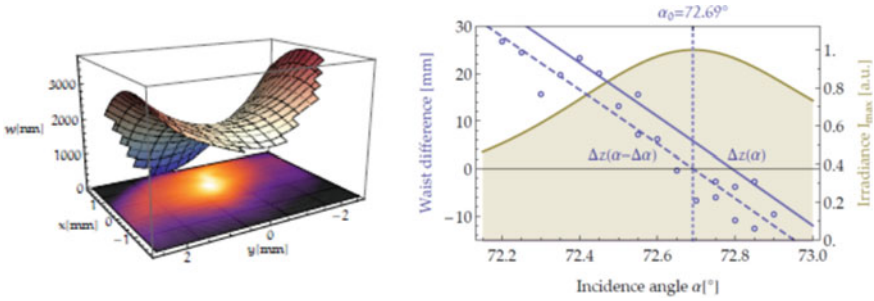 3000
2000
1000
0
w[nm]
1
0
-1
x[mm]
2
0
-2
y[mm]
α₀=72.69°
30
20
10
0
-10
Waist difference [mm]
1.
0.8
0.6
0.4
0.2
0.
Irradiance Imax [a.u.]
Δz(α-Δα)
Δz(α)
72.2
72.4
72.6
72.8
73.0
Incidence angle α[°]